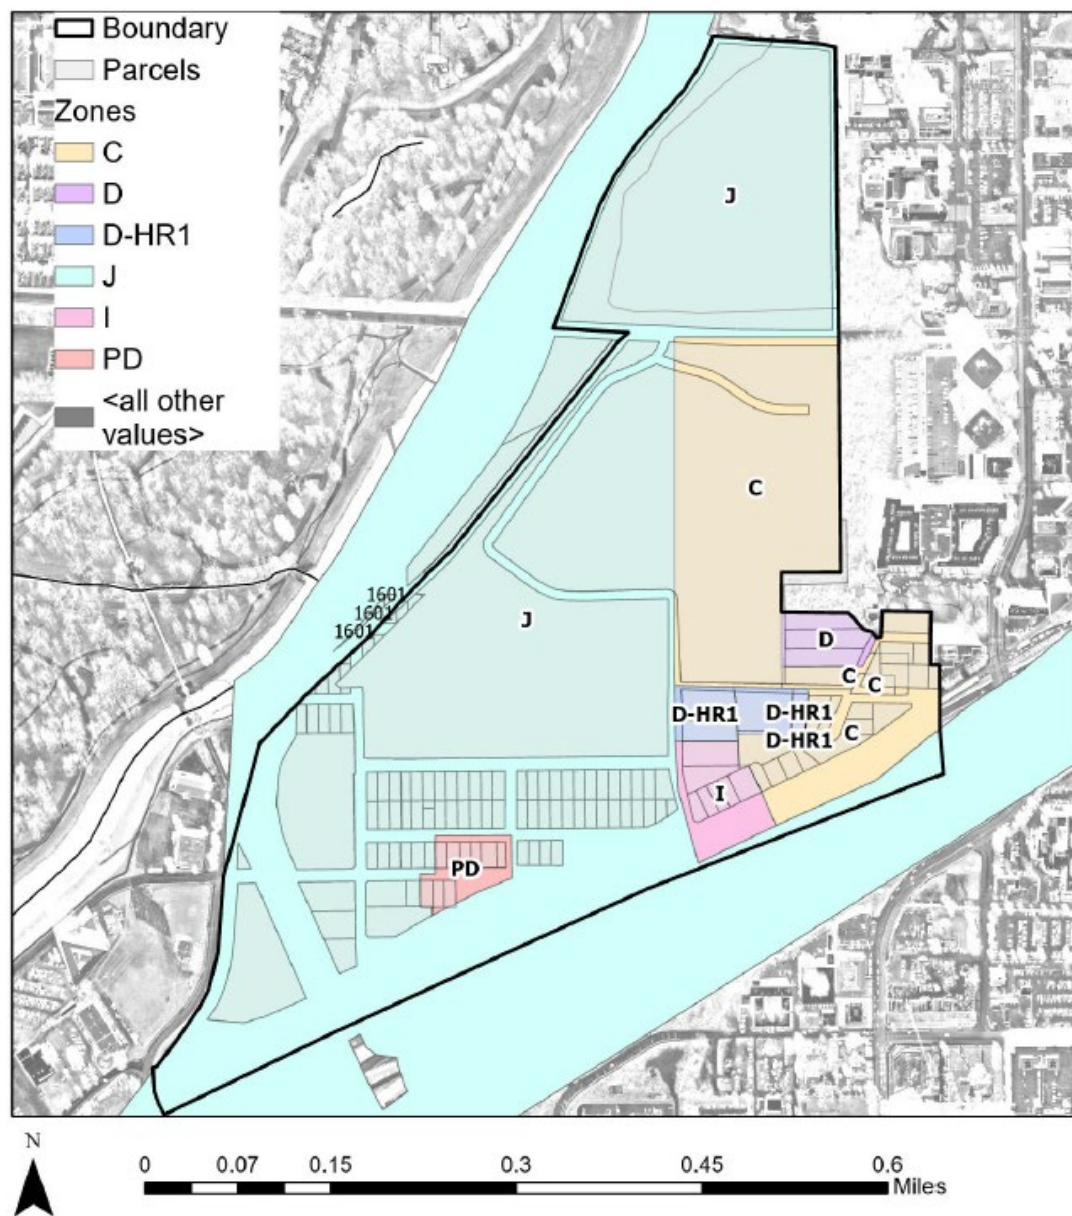 Boundary
Parcels
Zones
C
D
D-HR1
J
I
PD
<all other
values>
J
C
1601
1601
1601
J
D
C
C
D-HR1
D-HR1
C
D-HR1
I
PD
N
0 0.07 0.15 0.3 0.45 0.6
Miles